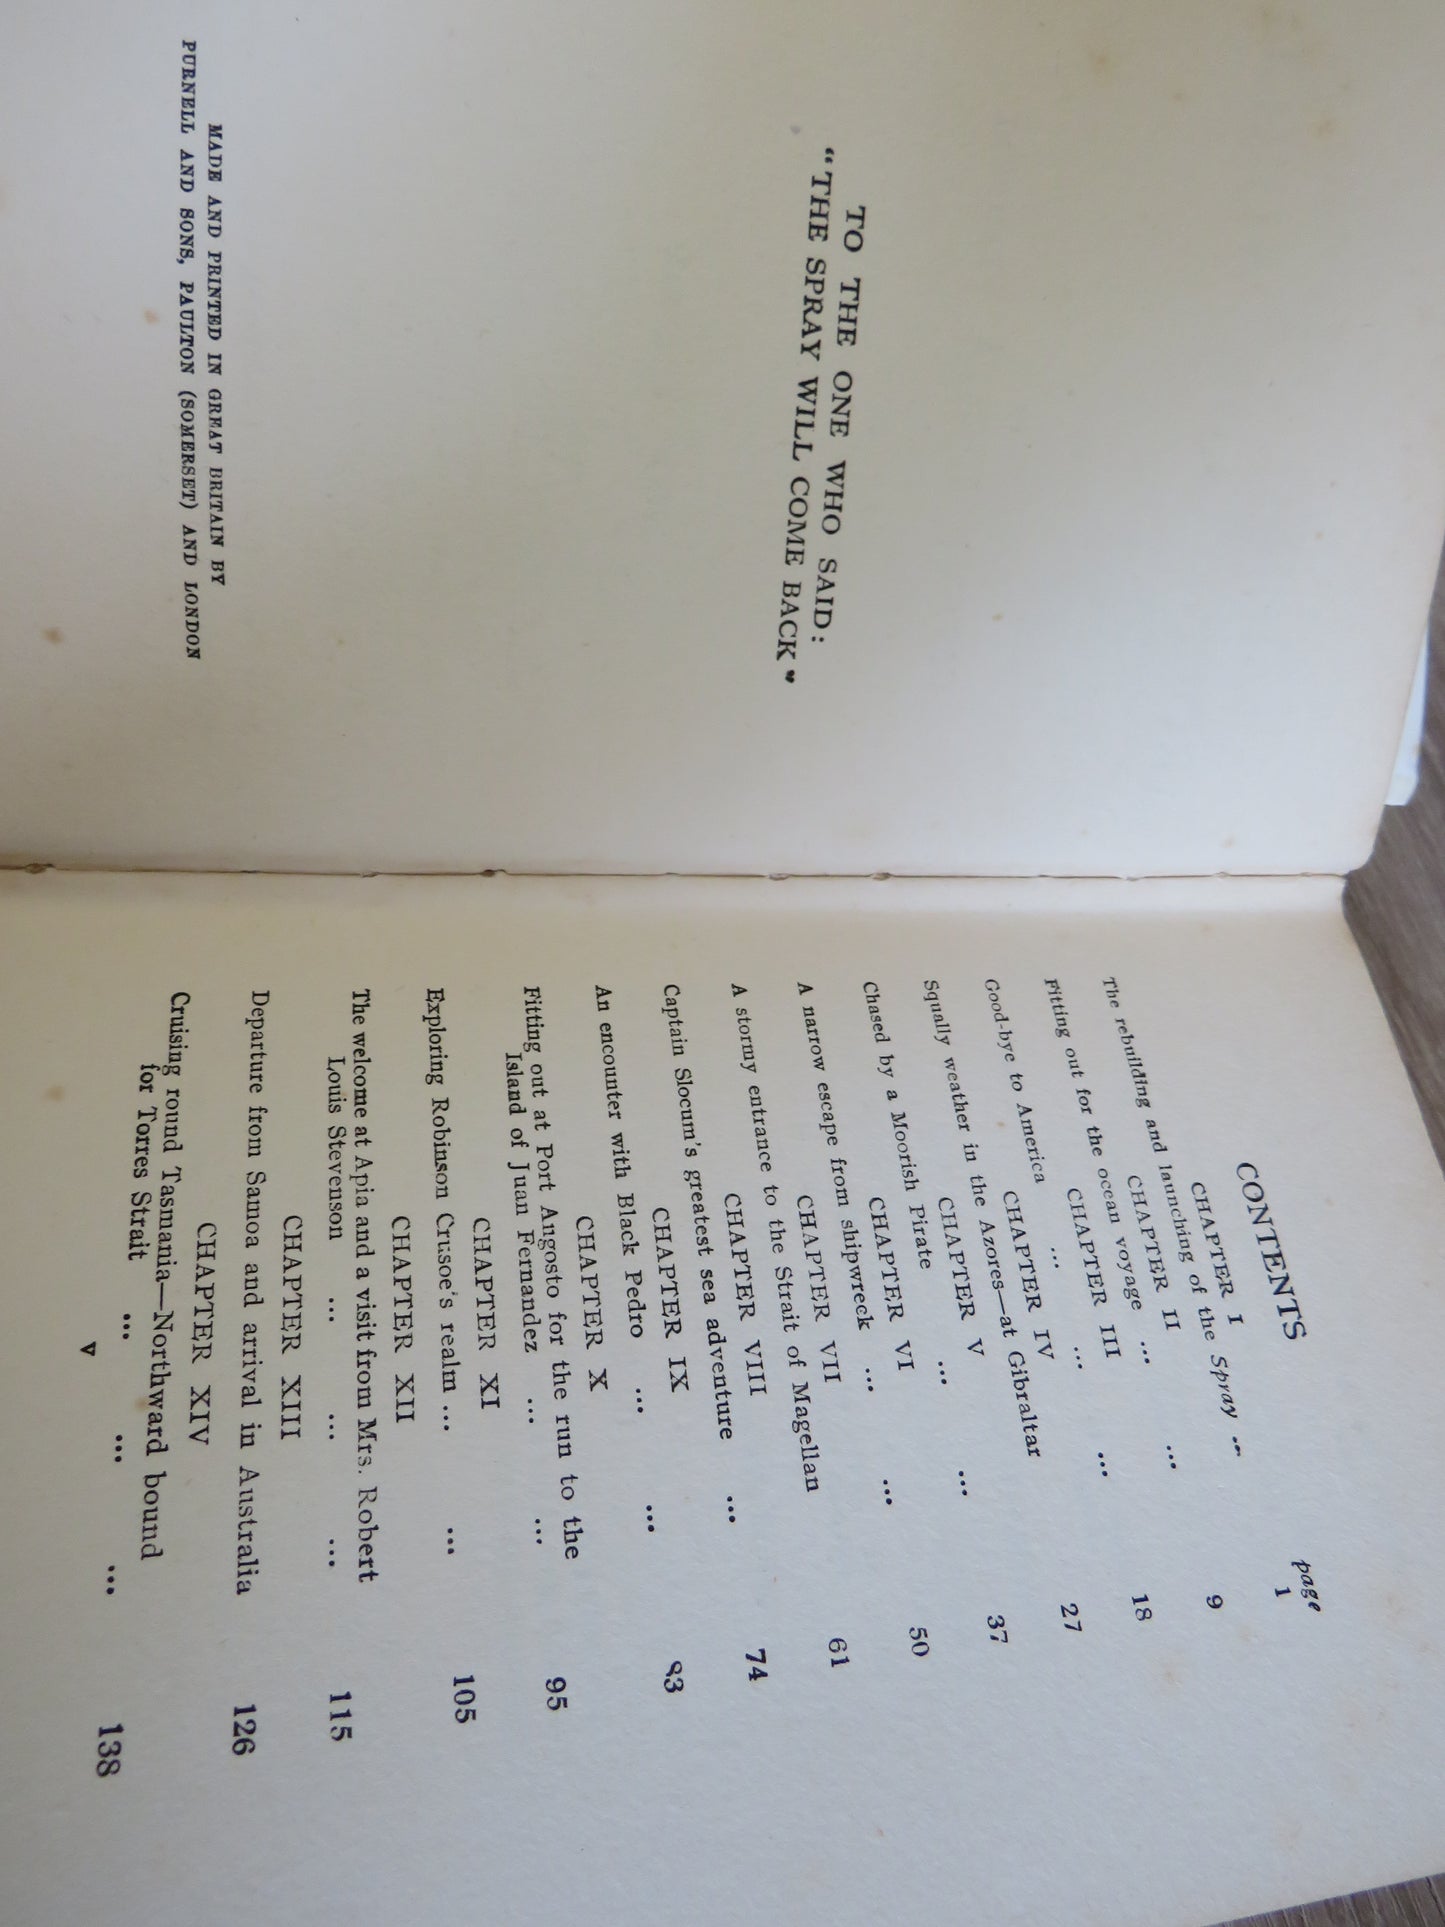 TO THE ONE WHO SAID:
"THE SPRAY WILL COME BACK"
MADE AND PRINTED IN GREAT BRITAIN BY
PURNELL AND SONS, PAULTON (SOMERSET) AND LONDON
CONTENTS
page
CHAPTER I
The rebuilding and launching of the Spray ... 1
CHAPTER II
Fitting out for the ocean voyage ... ... 9
CHAPTER III
Good-bye to America ... ... ... 18
CHAPTER IV
Squally weather in the Azores—at Gibraltar 27
CHAPTER V
Chased by a Moorish Pirate ... ... 37
CHAPTER VI
A narrow escape from shipwreck ... ... 50
CHAPTER VII
A stormy entrance to the Strait of Magellan 61
CHAPTER VIII
Captain Slocum's greatest sea adventure ... 74
CHAPTER IX
An encounter with Black Pedro ... ... 83
CHAPTER X
Fitting out at Port Angosto for the run to the
Island of Juan Fernandez ... ... 95
CHAPTER XI
Exploring Robinson Crusoe's realm ... ... 105
CHAPTER XII
The welcome at Apia and a visit from Mrs. Robert
Louis Stevenson ... ... ... 115
CHAPTER XIII
Departure from Samoa and arrival in Australia 126
CHAPTER XIV
Cruising round Tasmania—Northward bound
for Torres Strait ... ... ... 138
v